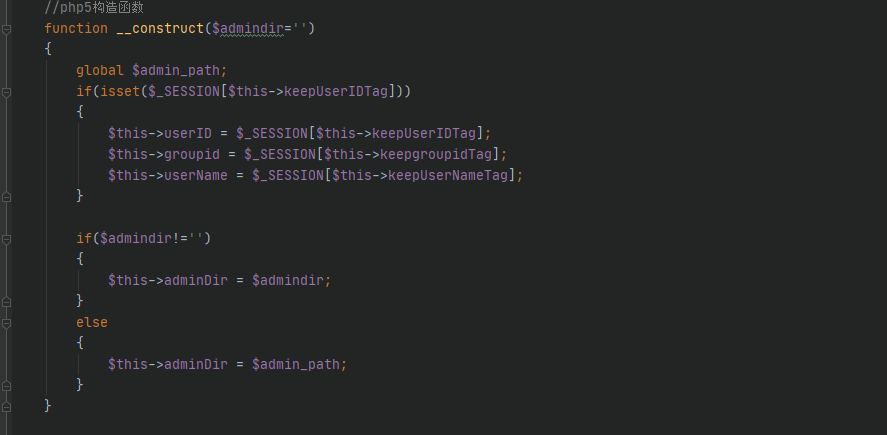 //php5构造函数
function __construct($admindir='')
{
global $admin_path;
if(isset($_SESSION[$this->keepUserIDTag]))
{
$this->userID = $_SESSION[$this->keepUserIDTag];
$this->groupid = $_SESSION[$this->keepgroupidTag];
$this->userName = $_SESSION[$this->keepUserNameTag];
}
if($admindir!='')
{
$this->adminDir = $admindir;
}
else
{
$this->adminDir = $admin_path;
}
}